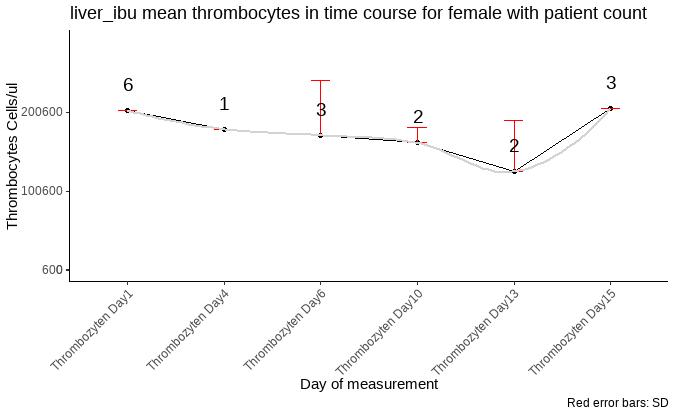 liver_ibu mean thrombocytes in time course for female with patient count
Thrombocytes Cells/ul
200600
100600
600
6
1
3
2
2
3
Thrombozyten Day1
Thrombozyten Day4
Thrombozyten Day6
Thrombozyten Day10
Thrombozyten Day13
Thrombozyten Day15
Day of measurement
Red error bars: SD